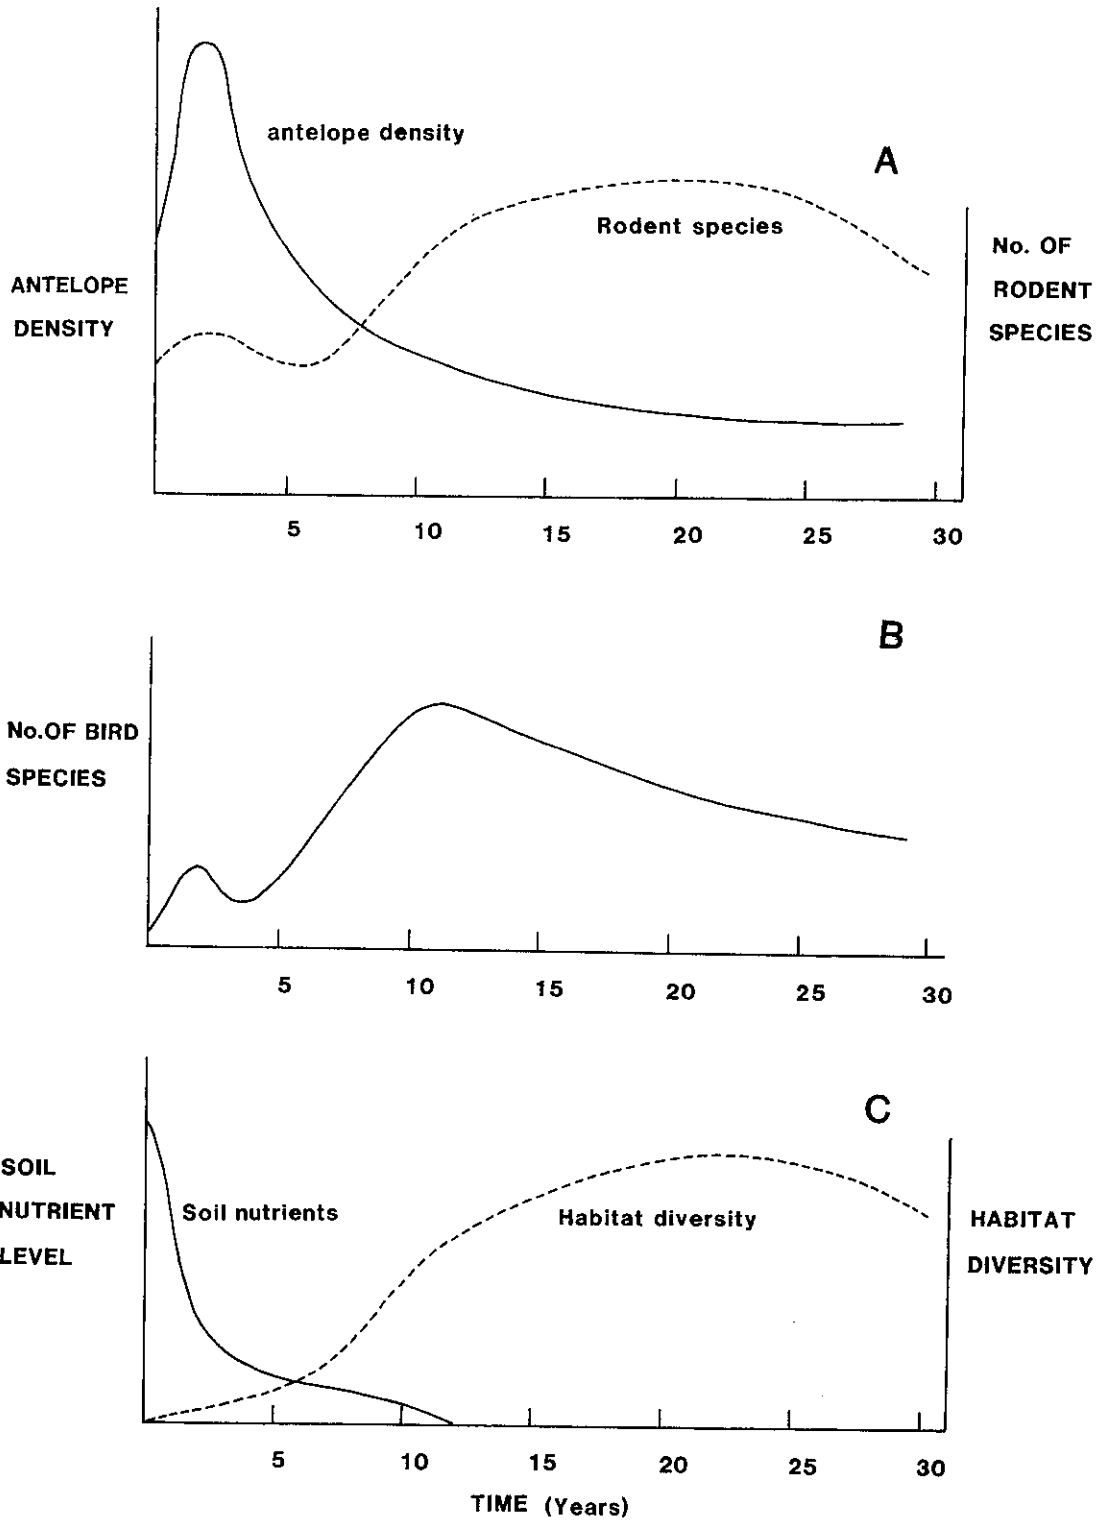 antelope density
A
Rodent species
ANTELOPE
DENSITY
No. OF
RODENT
SPECIES
5 10 15 20 25 30
B
No.OF BIRD
SPECIES
5 10 15 20 25 30
C
SOIL
NUTRIENT
LEVEL
Soil nutrients
Habitat diversity
HABITAT
DIVERSITY
5 10 15 20 25 30
TIME (Years)